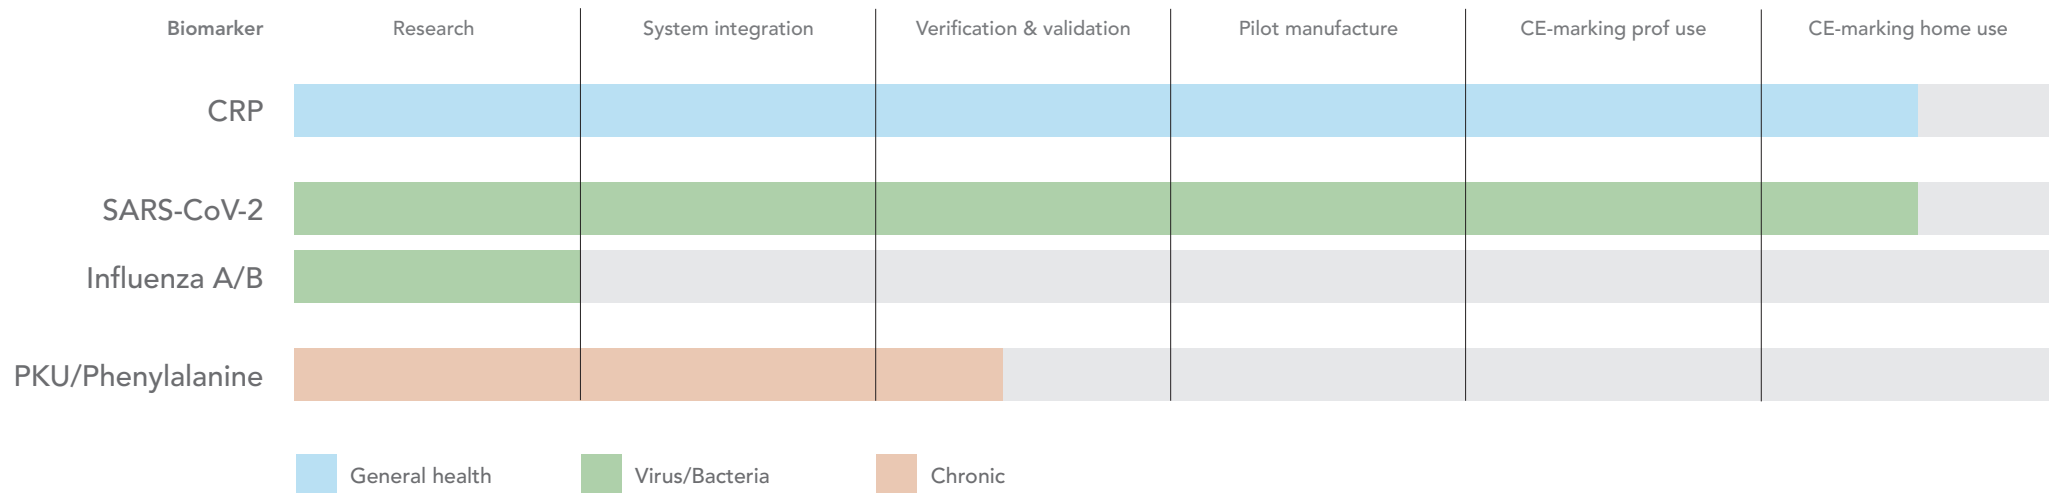 Biomarker Research System integration Verification & validation Pilot manufacture CE-marking prof use CE-marking home use
CRP
SARS-CoV-2
Influenza A/B
PKU/Phenylalanine
General health Virus/Bacteria Chronic